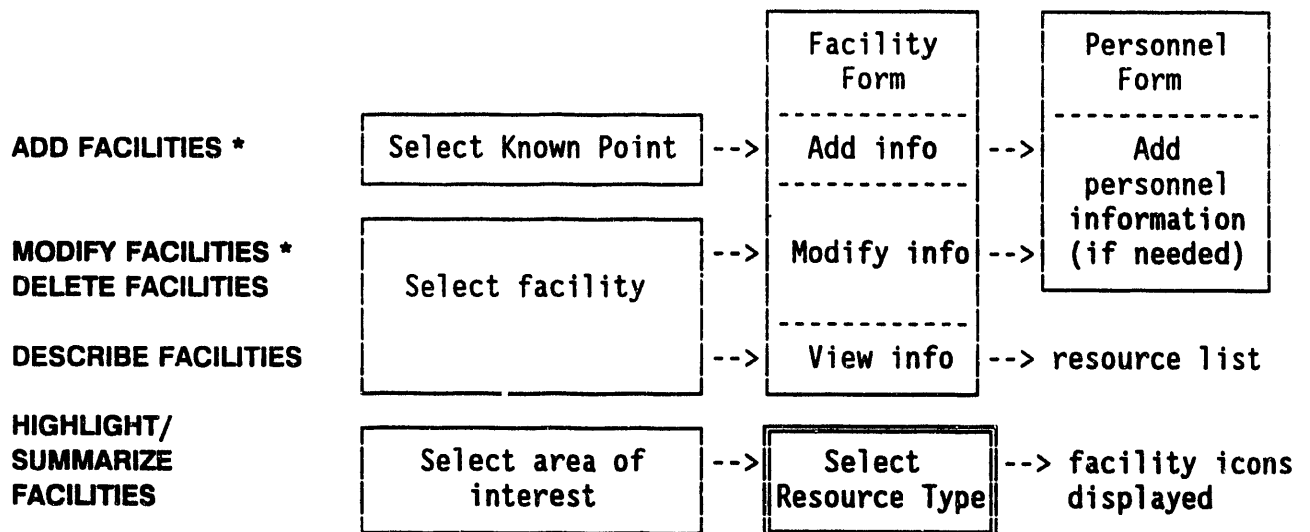 Facility Personnel
Form Form
ADD FACILITIES * Select Known Point --> Add info --> Add
personnel
information
MODIFY FACILITIES * --> Modify info --> (if needed)
DELETE FACILITIES Select facility
DESCRIBE FACILITIES --> View info --> resource list
HIGHLIGHT/
SUMMARIZE Select area of --> Select --> facility icons
FACILITIES interest Resource Type displayed